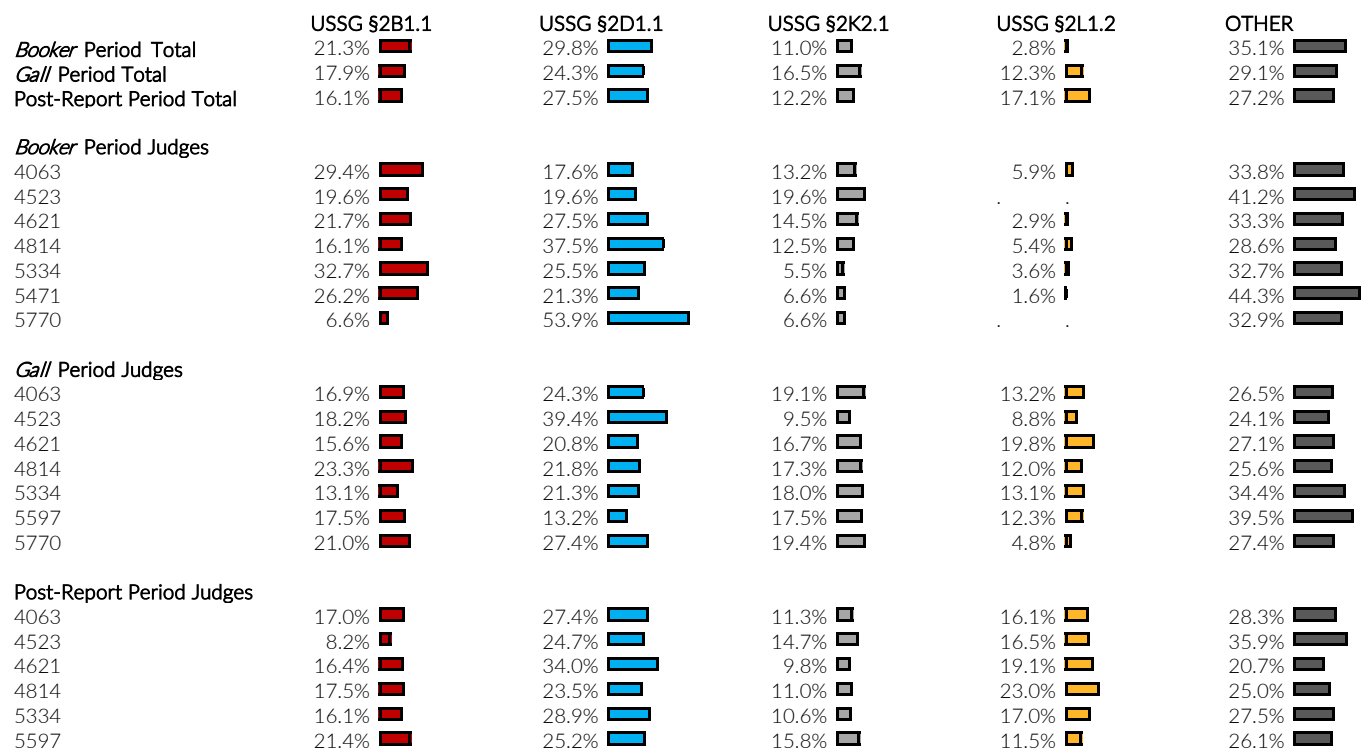 USSG §2B1.1 USSG §2D1.1 USSG §2K2.1 USSG §2L1.2 OTHER
Booker Period Total 21.3% 29.8% 11.0% 2.8% 35.1%
Gall Period Total 17.9% 24.3% 16.5% 12.3% 29.1%
Post-Report Period Total 16.1% 27.5% 12.2% 17.1% 27.2%
Booker Period Judges
4063 29.4% 17.6% 13.2% 5.9% 33.8%
4523 19.6% 19.6% 19.6% . . 41.2%
4621 21.7% 27.5% 14.5% 2.9% 33.3%
4814 16.1% 37.5% 12.5% 5.4% 28.6%
5334 32.7% 25.5% 5.5% 3.6% 32.7%
5471 26.2% 21.3% 6.6% 1.6% 44.3%
5770 6.6% 53.9% 6.6% . . 32.9%
Gall Period Judges
4063 16.9% 24.3% 19.1% 13.2% 26.5%
4523 18.2% 39.4% 9.5% 8.8% 24.1%
4621 15.6% 20.8% 16.7% 19.8% 27.1%
4814 23.3% 21.8% 17.3% 12.0% 25.6%
5334 13.1% 21.3% 18.0% 13.1% 34.4%
5597 17.5% 13.2% 17.5% 12.3% 39.5%
5770 21.0% 27.4% 19.4% 4.8% 27.4%
Post-Report Period Judges
4063 17.0% 27.4% 11.3% 16.1% 28.3%
4523 8.2% 24.7% 14.7% 16.5% 35.9%
4621 16.4% 34.0% 9.8% 19.1% 20.7%
4814 17.5% 23.5% 11.0% 23.0% 25.0%
5334 16.1% 28.9% 10.6% 17.0% 27.5%
5597 21.4% 25.2% 15.8% 11.5% 26.1%